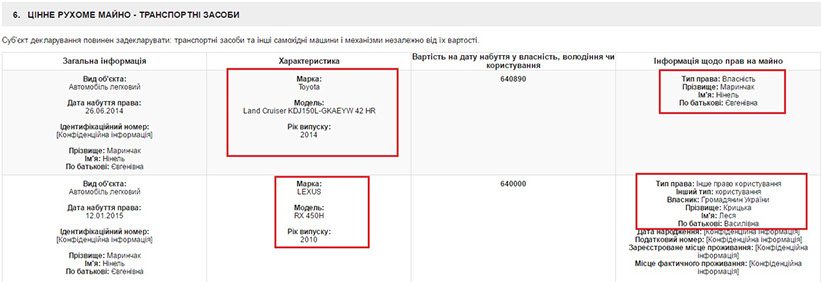 6. ЦІННЕ РУХОМЕ МАЙНО - ТРАНСПОРТНІ ЗАСОБИ
Суб'єкт декларування повинен задекларувати: транспортні засоби та інші самохідні машини і механізми незалежно від їх вартості.
Загальна інформація
Характеристика
Вартість на дату набуття у власність, володіння чи
користування
Інформація щодо прав на майно
Вид об'єкта:
Автомобіль легковий
Дата набуття права:
26.06.2014
Ідентифікаційний номер:
[Конфіденційна інформація]
Прізвище: Маринчак
Ім'я: Нінель
По батькові: Євгенівна
Марка:
Toyota
Модель:
Land Cruiser KDJ150L-GKAEYW 42 HR
Рік випуску:
2014
640890
Тип права: Власність
Прізвище: Маринчак
Ім'я: Нінель
По батькові: Євгенівна
Вид об'єкта:
Автомобіль легковий
Дата набуття права:
12.01.2015
Ідентифікаційний номер:
[Конфіденційна інформація]
Прізвище: Маринчак
Ім'я: Нінель
По батькові: Євгенівна
Марка:
LEXUS
Модель:
RX 450H
Рік випуску:
2010
640000
Тип права: Інше право користування
Інший тип: користування
Власник: Громадянин України
Прізвище: Крицька
Ім'я: Леся
По батькові: Василівна
Дата народження: [Конфіденційна інформація]
Податковий номер: [Конфіденційна інформація]
Зареєстроване місце проживання: [Конфіденційна
інформація]
Місце фактичного проживання: [Конфіденційна
інформація]